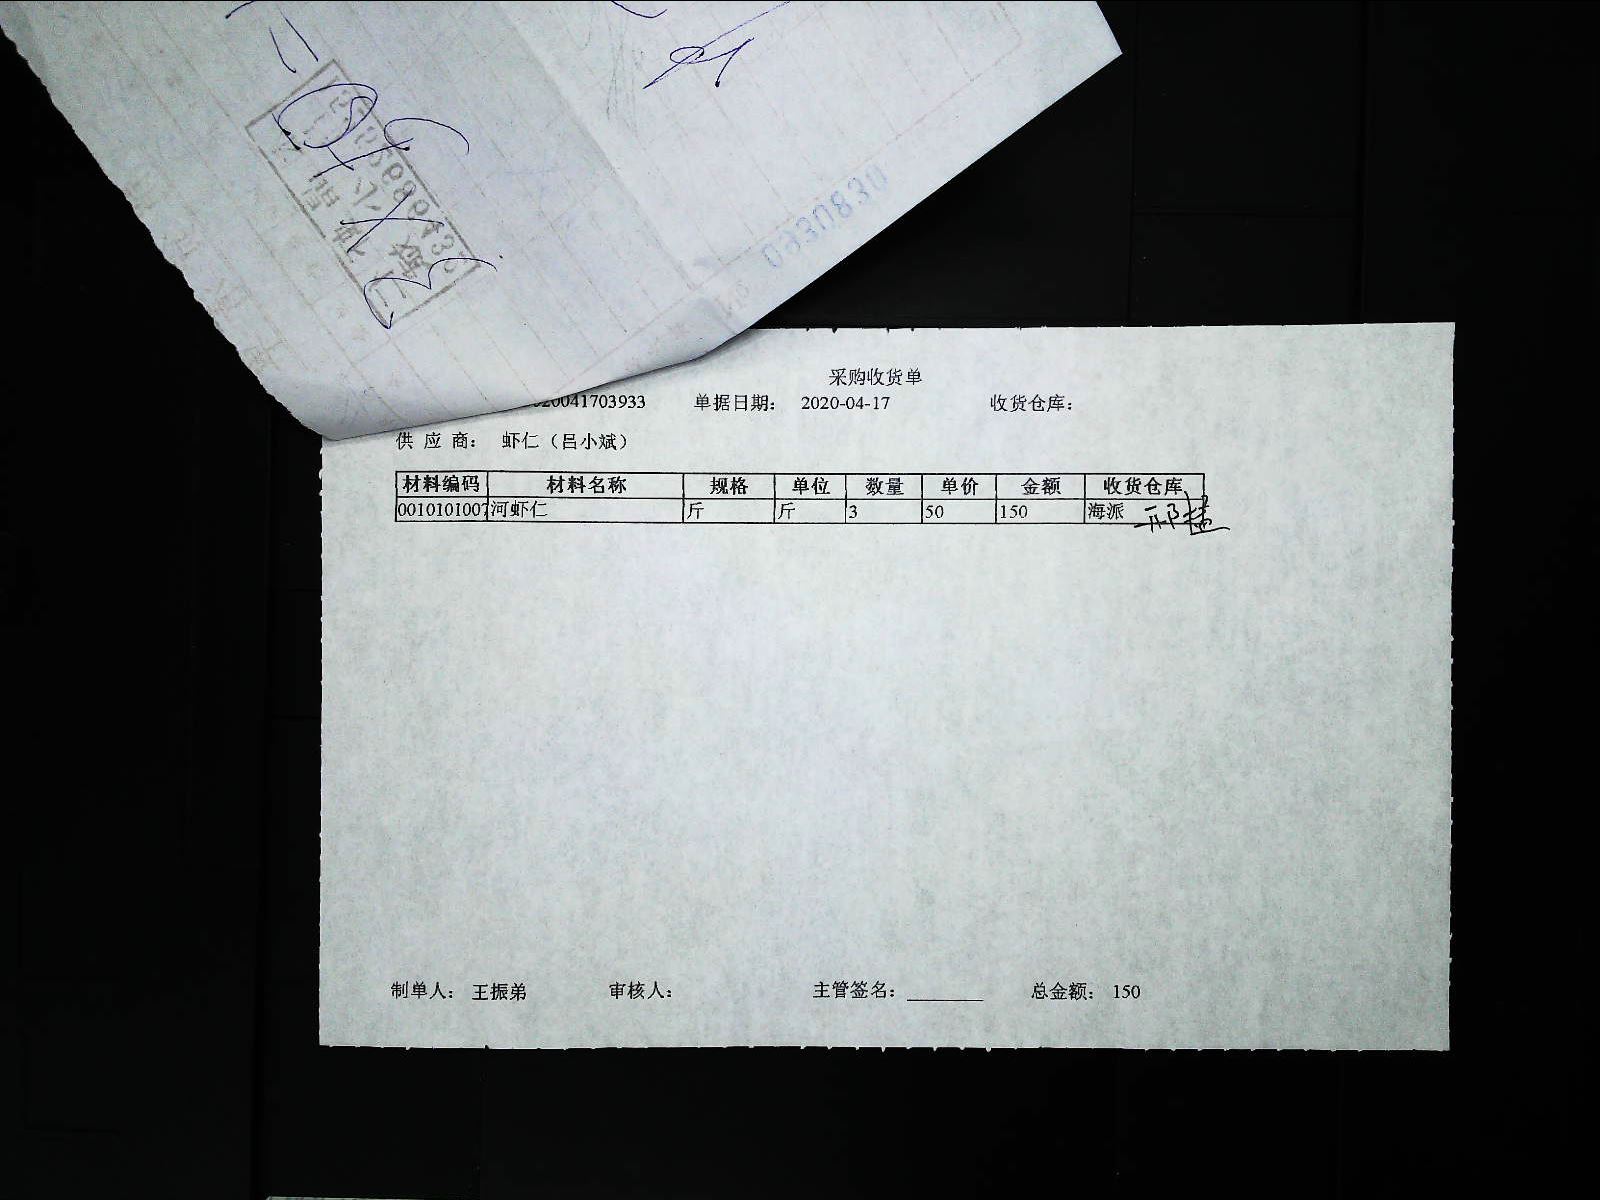 0330830
采购收货单
20041703933 单据日期： 2020-04-17 收货仓库：
供 应 商： 虾仁（吕小斌）
材料编码 材料名称 规格 单位 数量 单价 金额 收货仓库
0010101007 河虾仁 斤 斤 3 50 150 海派
制单人： 王振弟 审核人： 主管签名： 总金额： 150